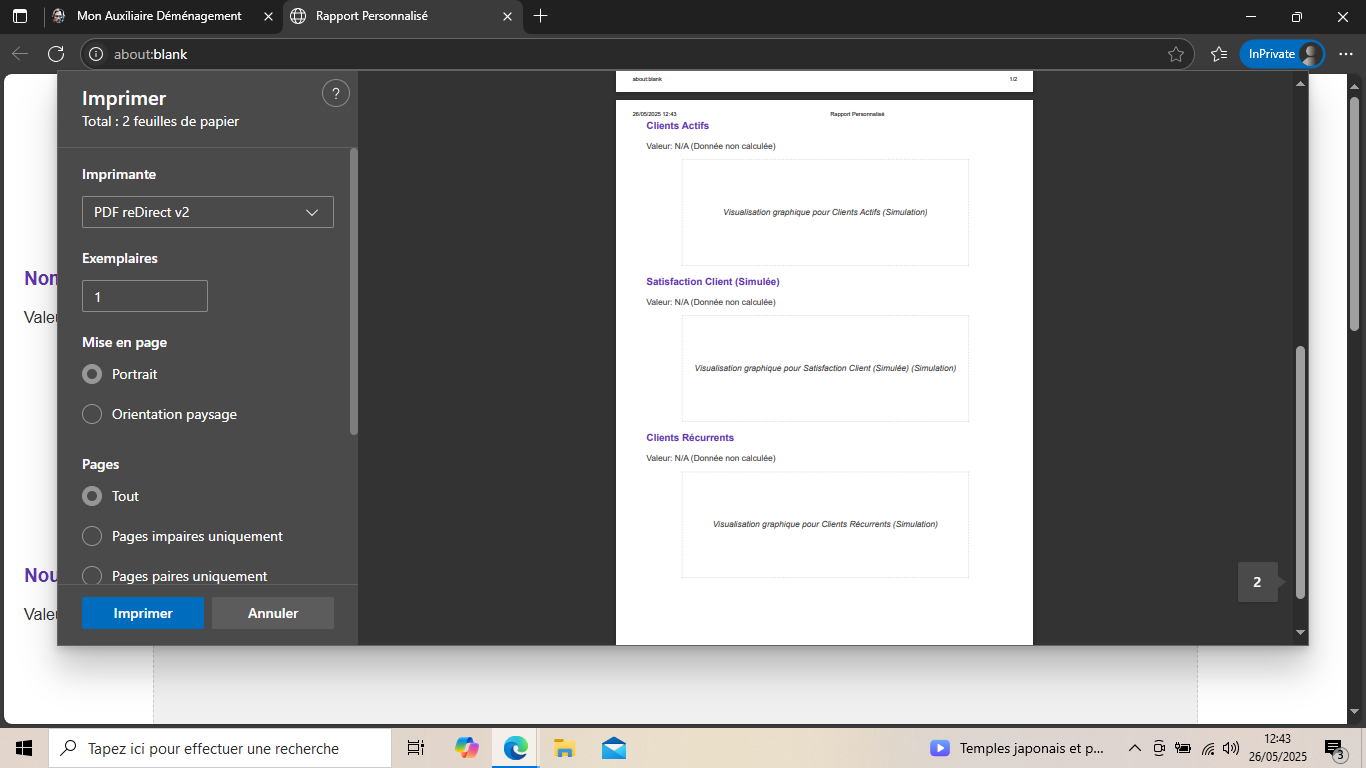 Mon Auxiliaire Déménagement
Rapport Personnalisé
about:blank
InPrivate
Imprimer
?
Total : 2 feuilles de papier
Imprimante
PDF reDirect v2
Exemplaires
1
Mise en page
Portrait
Orientation paysage
Pages
Tout
Pages impaires uniquement
Pages paires uniquement
Imprimer
Annuler
about:blank
1/2
26/05/2025 12:43
Rapport Personnalisé
Clients Actifs
Valeur: N/A (Donnée non calculée)
Visualisation graphique pour Clients Actifs (Simulation)
Satisfaction Client (Simulée)
Valeur: N/A (Donnée non calculée)
Visualisation graphique pour Satisfaction Client (Simulée) (Simulation)
Clients Récurrents
Valeur: N/A (Donnée non calculée)
Visualisation graphique pour Clients Récurrents (Simulation)
2
Tapez ici pour effectuer une recherche
Temples japonais et p...
12:43
26/05/2025
3